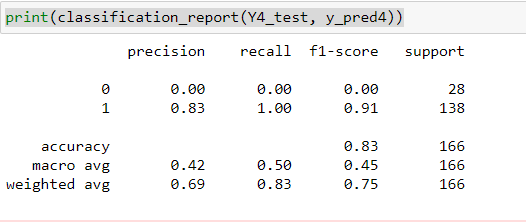 print(classification_report(Y4_test, y_pred4))
precision recall f1-score support
0 0.00 0.00 0.00 28
1 0.83 1.00 0.91 138
accuracy 0.83 166
macro avg 0.42 0.50 0.45 166
weighted avg 0.69 0.83 0.75 166